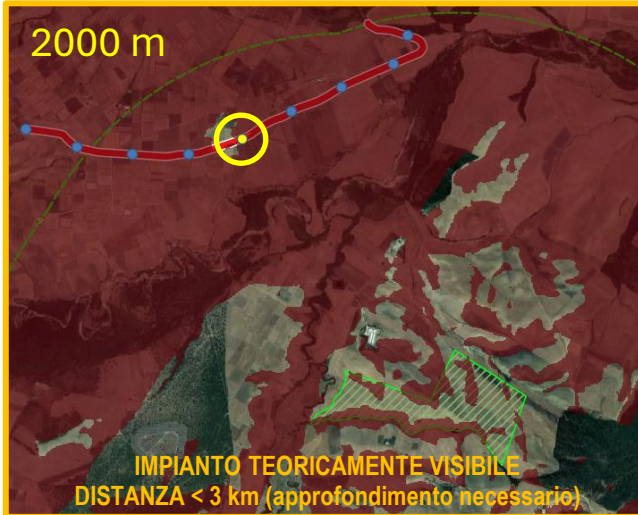 2000 m
IMPIANTO TEORICAMENTE VISIBILE
DISTANZA < 3 km (approfondimento necessario)